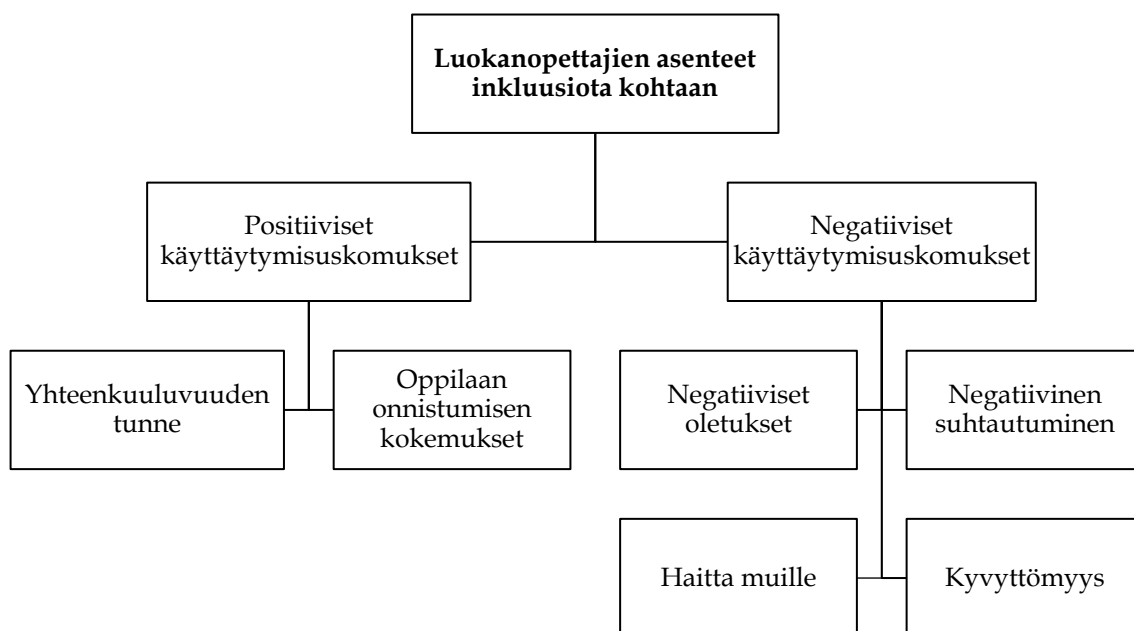 Luokanopettajien asenteet
inkluusiota kohtaan
Positiiviset
käyttäytymisuskomukset
Negatiiviset
käyttäytymisuskomukset
Yhteenkuuluvuuden
tunne
Oppilaan
onnistumisen
kokemukset
Negatiiviset
oletukset
Negatiivinen
suhtautuminen
Haitta muille
Kyvyttömyys